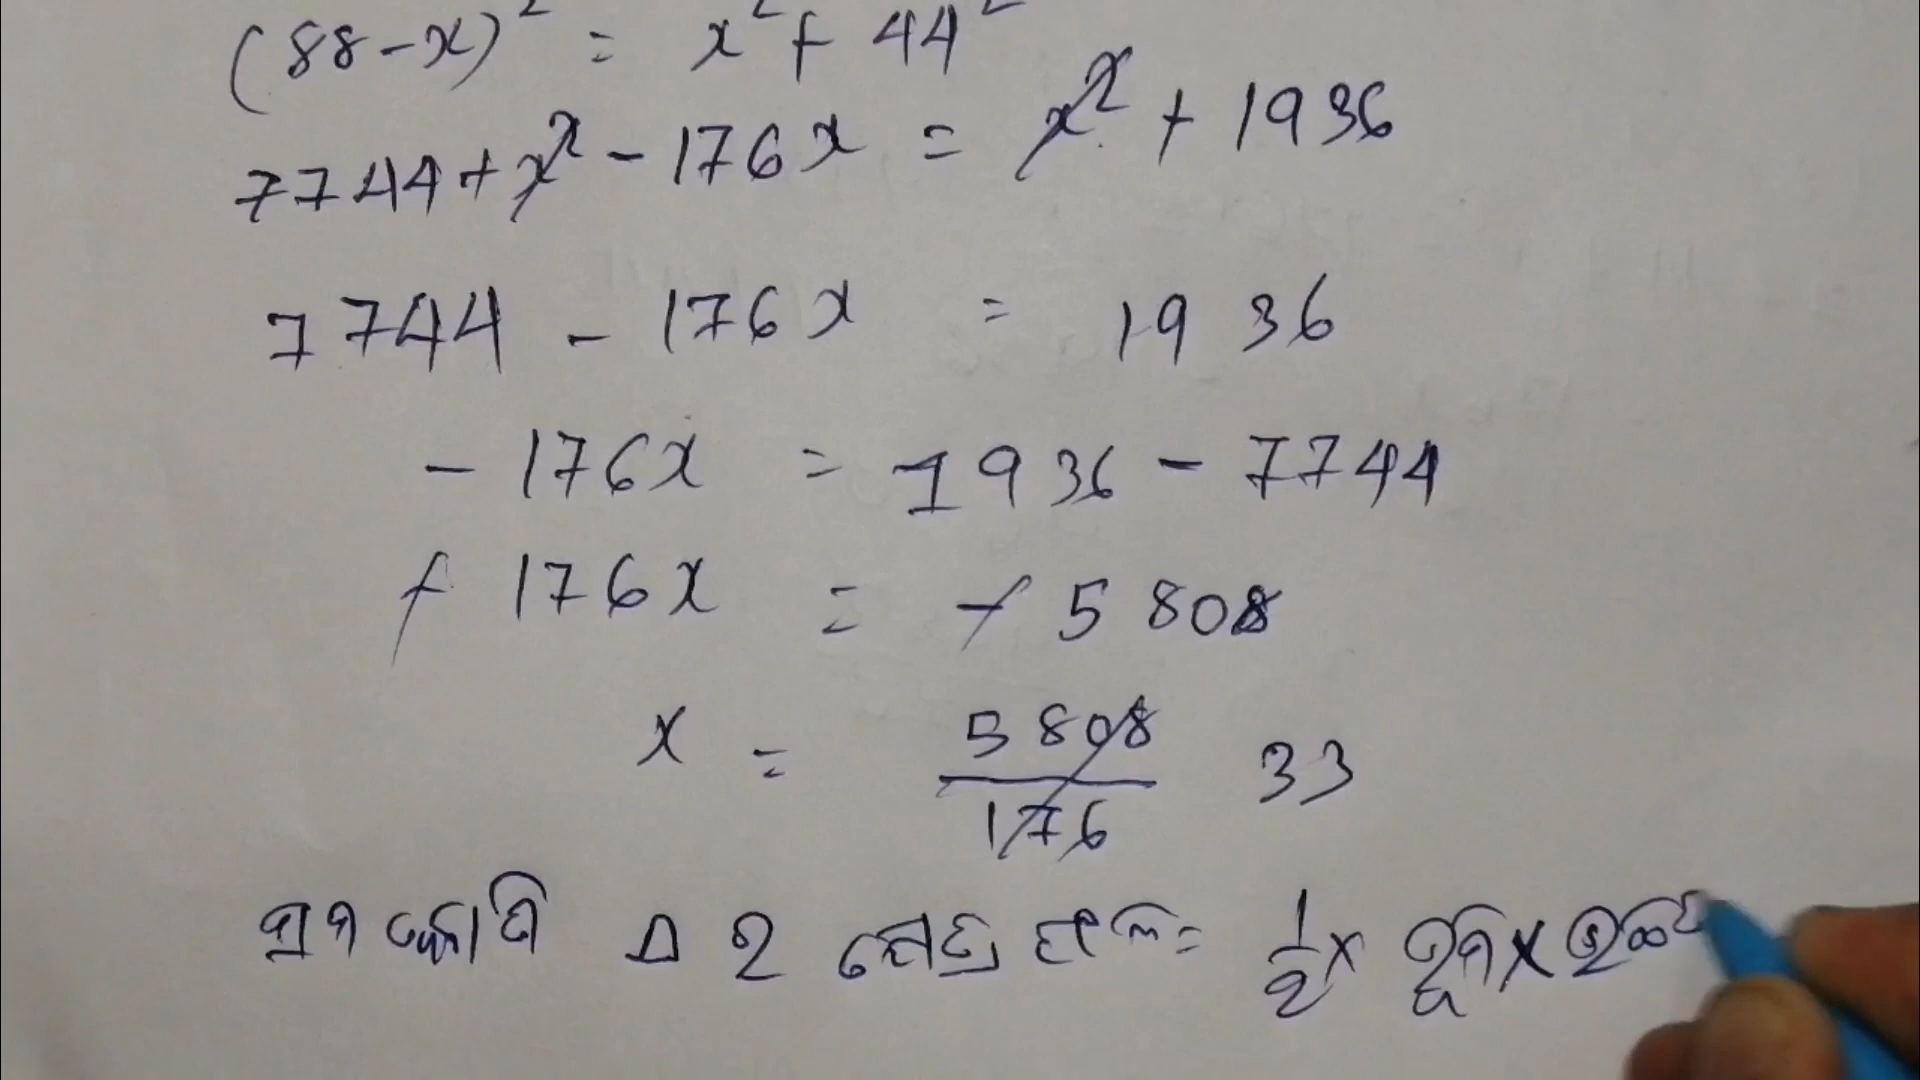 (88-x)² = x² + 44²
7744 + x² - 176x = x² + 1936
7744 - 176x = 1936
- 176x = 1936 - 7744
- 176x = - 5808
x = 5808/176 33
ସମକୋଣୀ Δ ର କ୍ଷେତ୍ରଫଳ = 1/2 ×